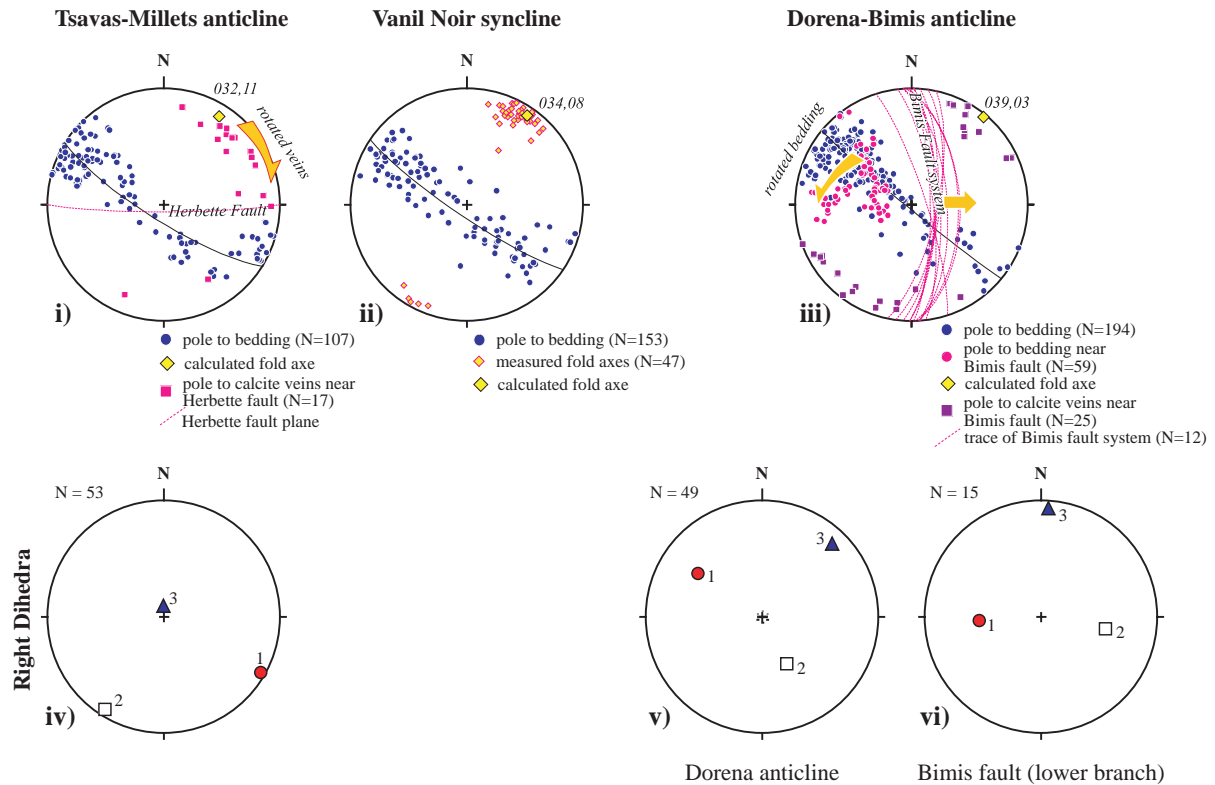 Tsavas-Millets anticline
Vanil Noir syncline
Dorena-Bimis anticline
N
032,11
rotated veins
Herbette Fault
i)
pole to bedding (N=107)
calculated fold axe
pole to calcite veins near
Herbette fault (N=17)
Herbette fault plane
N
034,08
ii)
pole to bedding (N=153)
measured fold axes (N=47)
calculated fold axe
N
039,03
rotated bedding
Bimis-Fault system
iii)
pole to bedding (N=194)
pole to bedding near
Bimis fault (N=59)
calculated fold axe
pole to calcite veins near
Bimis fault (N=25)
trace of Bimis fault system (N=12)
Right Dihedra
N
N = 53
3
1
2
iv)
N
N = 49
3
1
2
v)
Dorena anticline
N
N = 15
3
1
2
vi)
Bimis fault (lower branch)